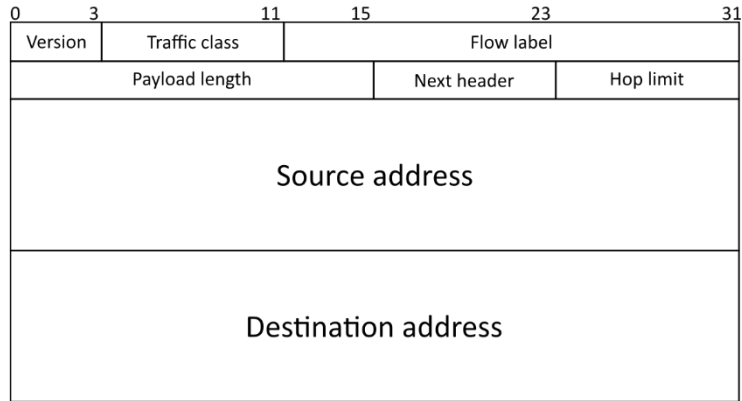 0 3 11 15 23 31
Version Traffic class Flow label
Payload length Next header Hop limit
Source address
Destination address